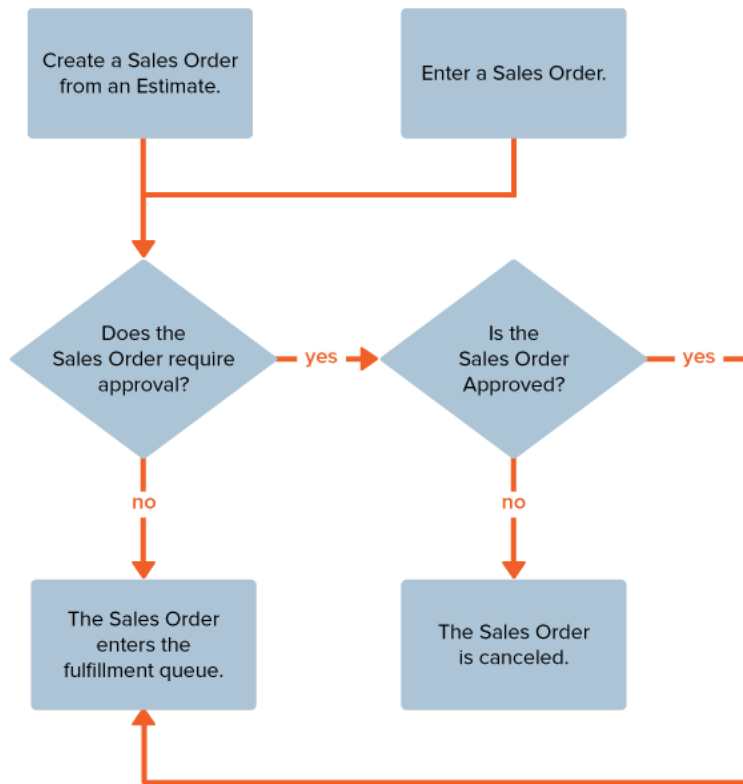 Create a Sales Order
from an Estimate.
Enter a Sales Order.
Does the
Sales Order require
approval?
yes
Is the
Sales Order
Approved?
yes
no
no
The Sales Order
enters the
fulfillment queue.
The Sales Order
is canceled.